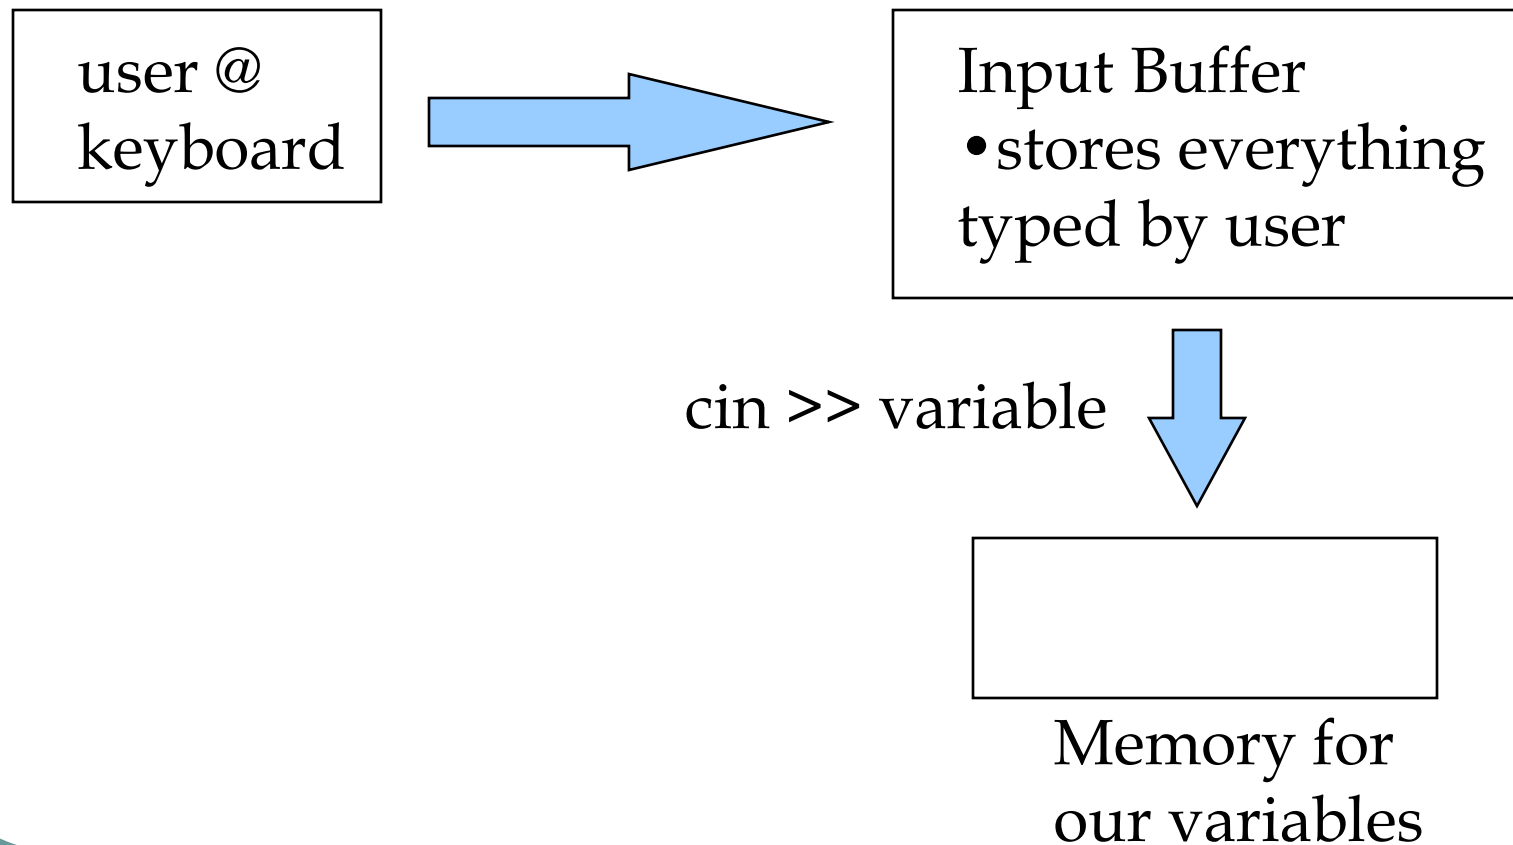 user @
keyboard
Input Buffer
•stores everything
typed by user
cin >> variable
Memory for
our variables